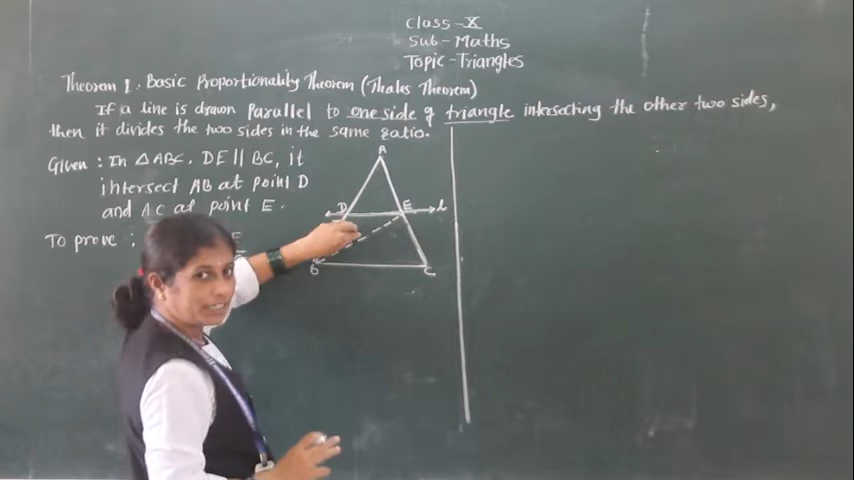 Class-X
Sub-Maths
Topic-Triangles
Theorem 1. Basic Proportionality Theorem (Thales Theorem)
If a line is drawn parallel to one side of triangle intersecting the other two sides,
then it divides the two sides in the same ratio.
Given : In △ABC, DE || BC, it
intersect AB at point D
and AC at point E.
To prove :
E
A
D E l
B C